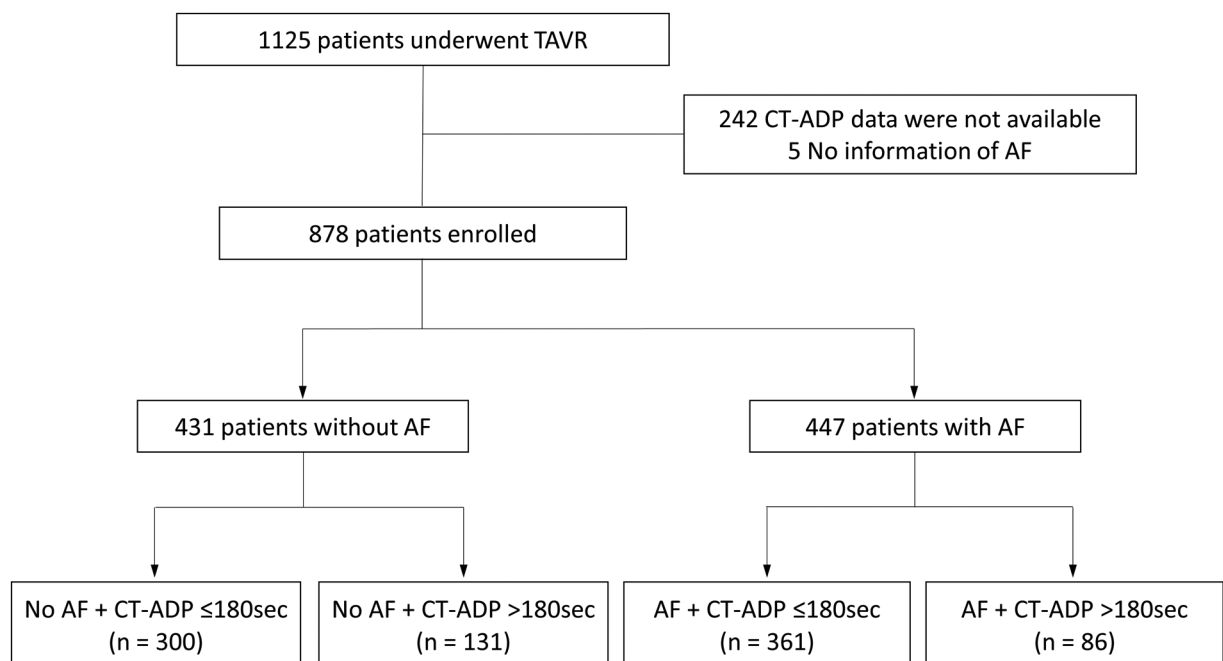 1125 patients underwent TAVR
242 CT-ADP data were not available
5 No information of AF
878 patients enrolled
431 patients without AF
447 patients with AF
No AF + CT-ADP ≤180sec
(n = 300)
No AF + CT-ADP >180sec
(n = 131)
AF + CT-ADP ≤180sec
(n = 361)
AF + CT-ADP >180sec
(n = 86)